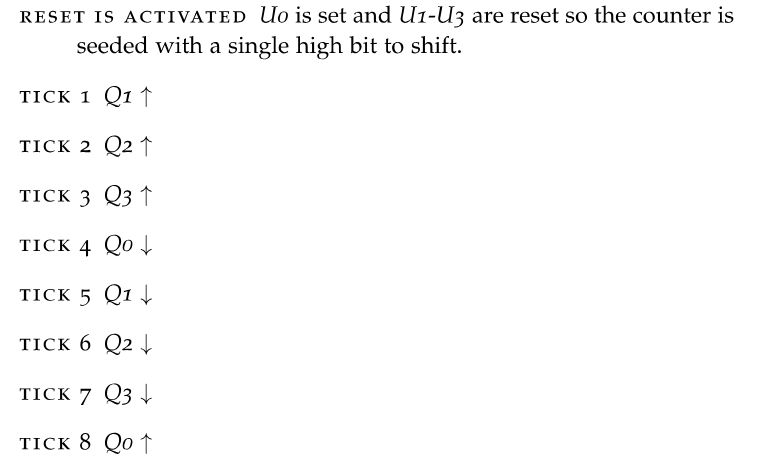 RESET IS ACTIVATED U0 is set and U1-U3 are reset so the counter is
seeded with a single high bit to shift.
TICK 1 Q1 ↑
TICK 2 Q2 ↑
TICK 3 Q3 ↑
TICK 4 Q0 ↓
TICK 5 Q1 ↓
TICK 6 Q2 ↓
TICK 7 Q3 ↓
TICK 8 Q0 ↑